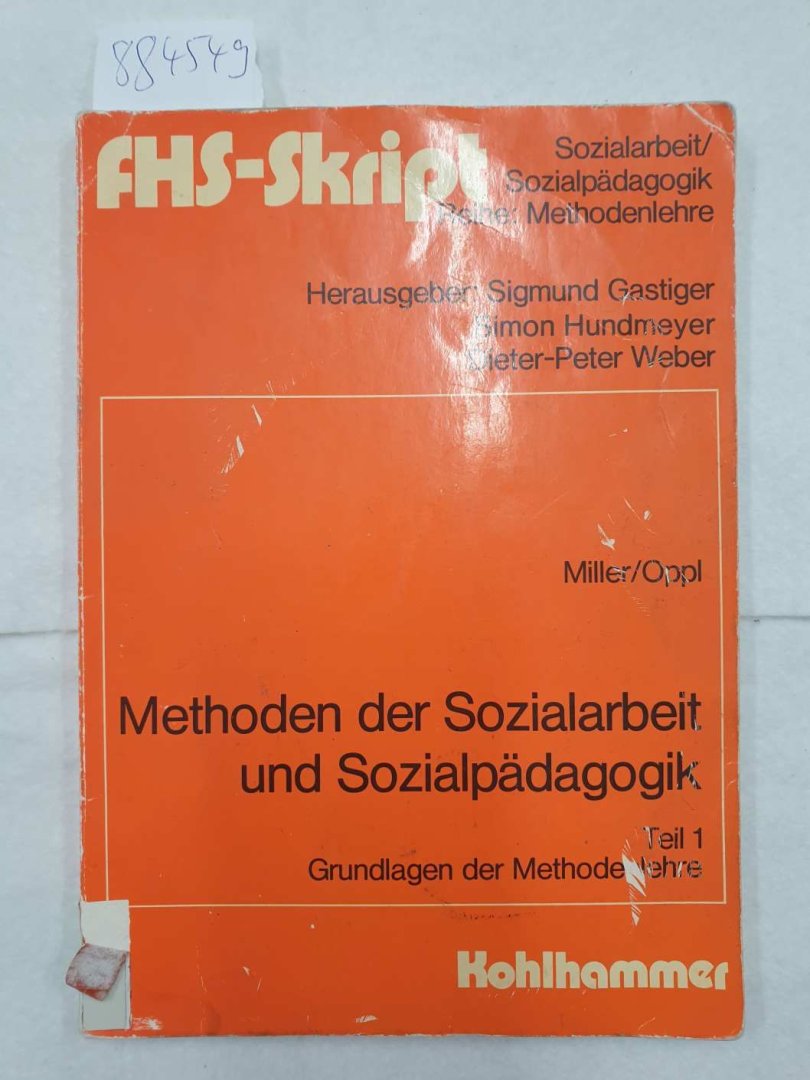 884549
FHS-Skript
Sozialarbeit/
Sozialpädagogik
Reihe: Methodenlehre
Herausgeber: Sigmund Gastiger
Simon Hundmeyer
Dieter-Peter Weber
Miller/Oppl
Methoden der Sozialarbeit
und Sozialpädagogik
Teil 1
Grundlagen der Methodenlehre
Kohlhammer